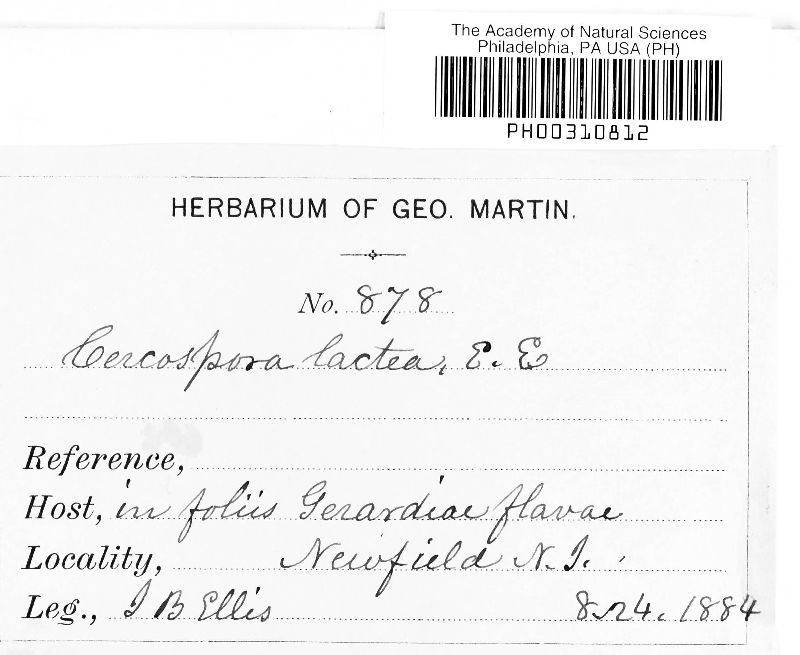 The Academy of Natural Sciences
Philadelphia, PA USA (PH)
PH00310812
HERBARIUM OF GEO. MARTIN.
No. 878
Cercospora lactea, E. E
Reference,
Host, in foliis Gerardiae flavae
Locality, Newfield N.J.
Leg., J B Ellis 8.24.1884